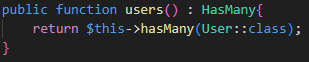 public function users() : HasMany{
    return $this->hasMany(User::class);
}